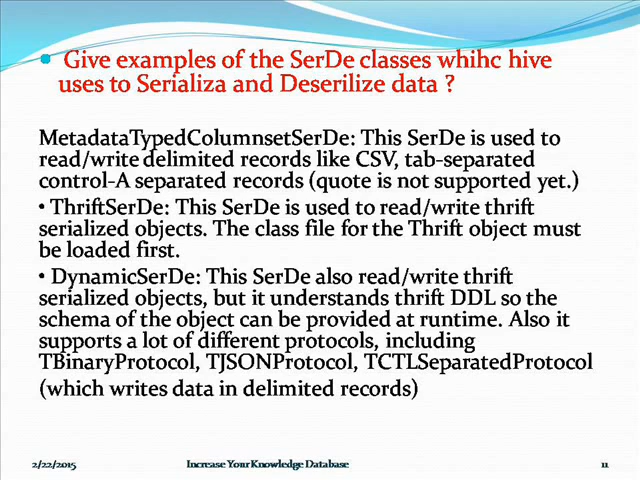 • Give examples of the SerDe classes whihc hive
uses to Serializa and Deserilize data ?
MetadataTypedColumnsetSerDe: This SerDe is used to
read/write delimited records like CSV, tab-separated
control-A separated records (quote is not supported yet.)
• ThriftSerDe: This SerDe is used to read/write thrift
serialized objects. The class file for the Thrift object must
be loaded first.
• DynamicSerDe: This SerDe also read/write thrift
serialized objects, but it understands thrift DDL so the
schema of the object can be provided at runtime. Also it
supports a lot of different protocols, including
TBinaryProtocol, TJSONProtocol, TCTLSeparatedProtocol
(which writes data in delimited records)
2/22/2015 Increase Your Knowledge Database 11